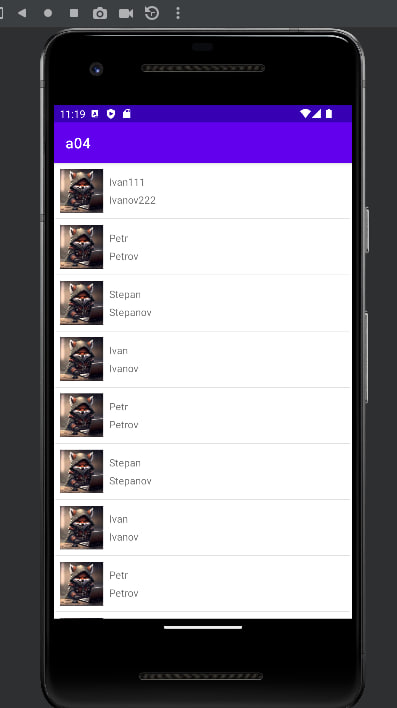 11:19
a04
Ivan111
Ivanov222
Petr
Petrov
Stepan
Stepanov
Ivan
Ivanov
Petr
Petrov
Stepan
Stepanov
Ivan
Ivanov
Petr
Petrov